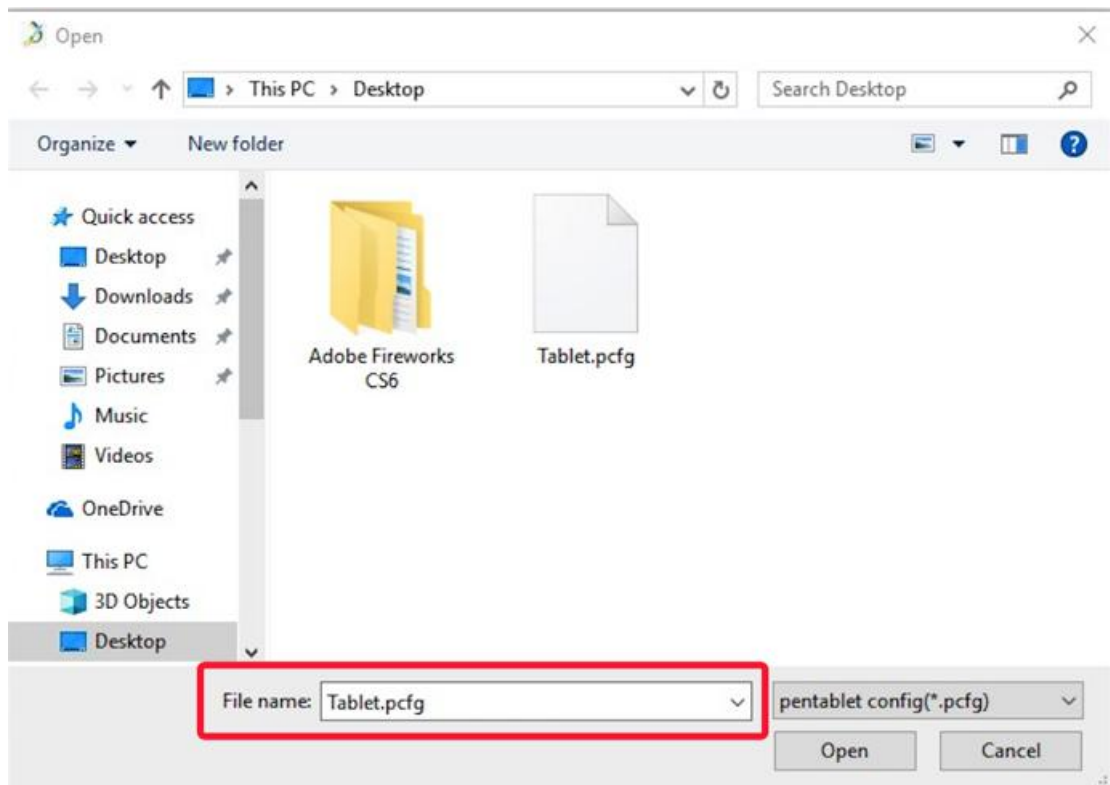 Open
This PC > Desktop
Search Desktop
Organize
New folder
Quick access
Desktop
Downloads
Documents
Pictures
Music
Videos
OneDrive
This PC
3D Objects
Desktop
Adobe Fireworks
CS6
Tablet.pcfg
File name: Tablet.pcfg
pentablet config(*.pcfg)
Open
Cancel